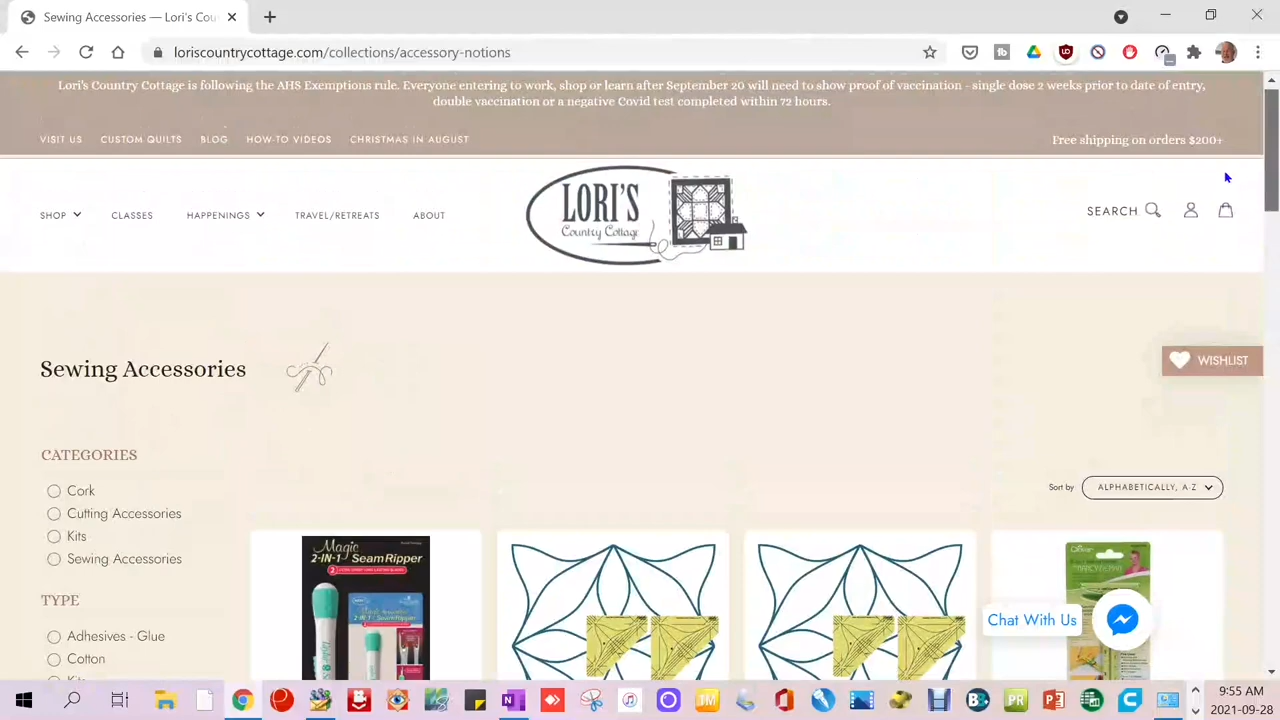 Sewing Accessories — Lori's Cou
loriscountrycottage.com/collections/accessory-notions
Lori's Country Cottage is following the AHS Exemptions rule. Everyone entering to work, shop or learn after September 20 will need to show proof of vaccination - single dose 2 weeks prior to date of entry,
double vaccination or a negative Covid test completed within 72 hours.
VISIT US CUSTOM QUILTS BLOG HOW-TO VIDEOS CHRISTMAS IN AUGUST Free shipping on orders $200+
SHOP CLASSES HAPPENINGS TRAVEL/RETREATS ABOUT
LORI'S
Country Cottage
SEARCH
Sewing Accessories
WISHLIST
CATEGORIES
Sort by ALPHABETICALLY, A Z
Cork
Cutting Accessories
Kits
Sewing Accessories
TYPE
Adhesives - Glue
Cotton
Magic
2-IN-1 Seam Ripper
Clover
Chat With Us
9:55 AM
2021-09-28